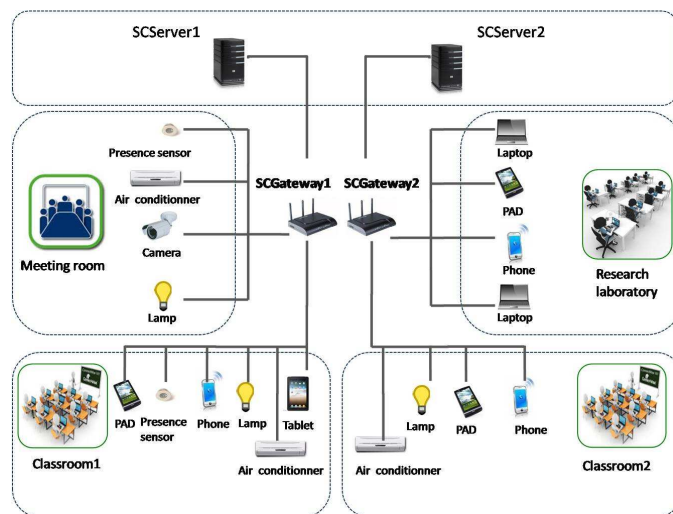 SCServer1
SCServer2
Presence sensor
Air conditionner
Camera
Lamp
Meeting room
SCGateway1
SCGateway2
Laptop
PAD
Phone
Laptop
Research
laboratory
PAD
Presence
sensor
Phone
Lamp
Tablet
Air conditionner
Classroom1
Lamp
PAD
Phone
Air conditionner
Classroom2